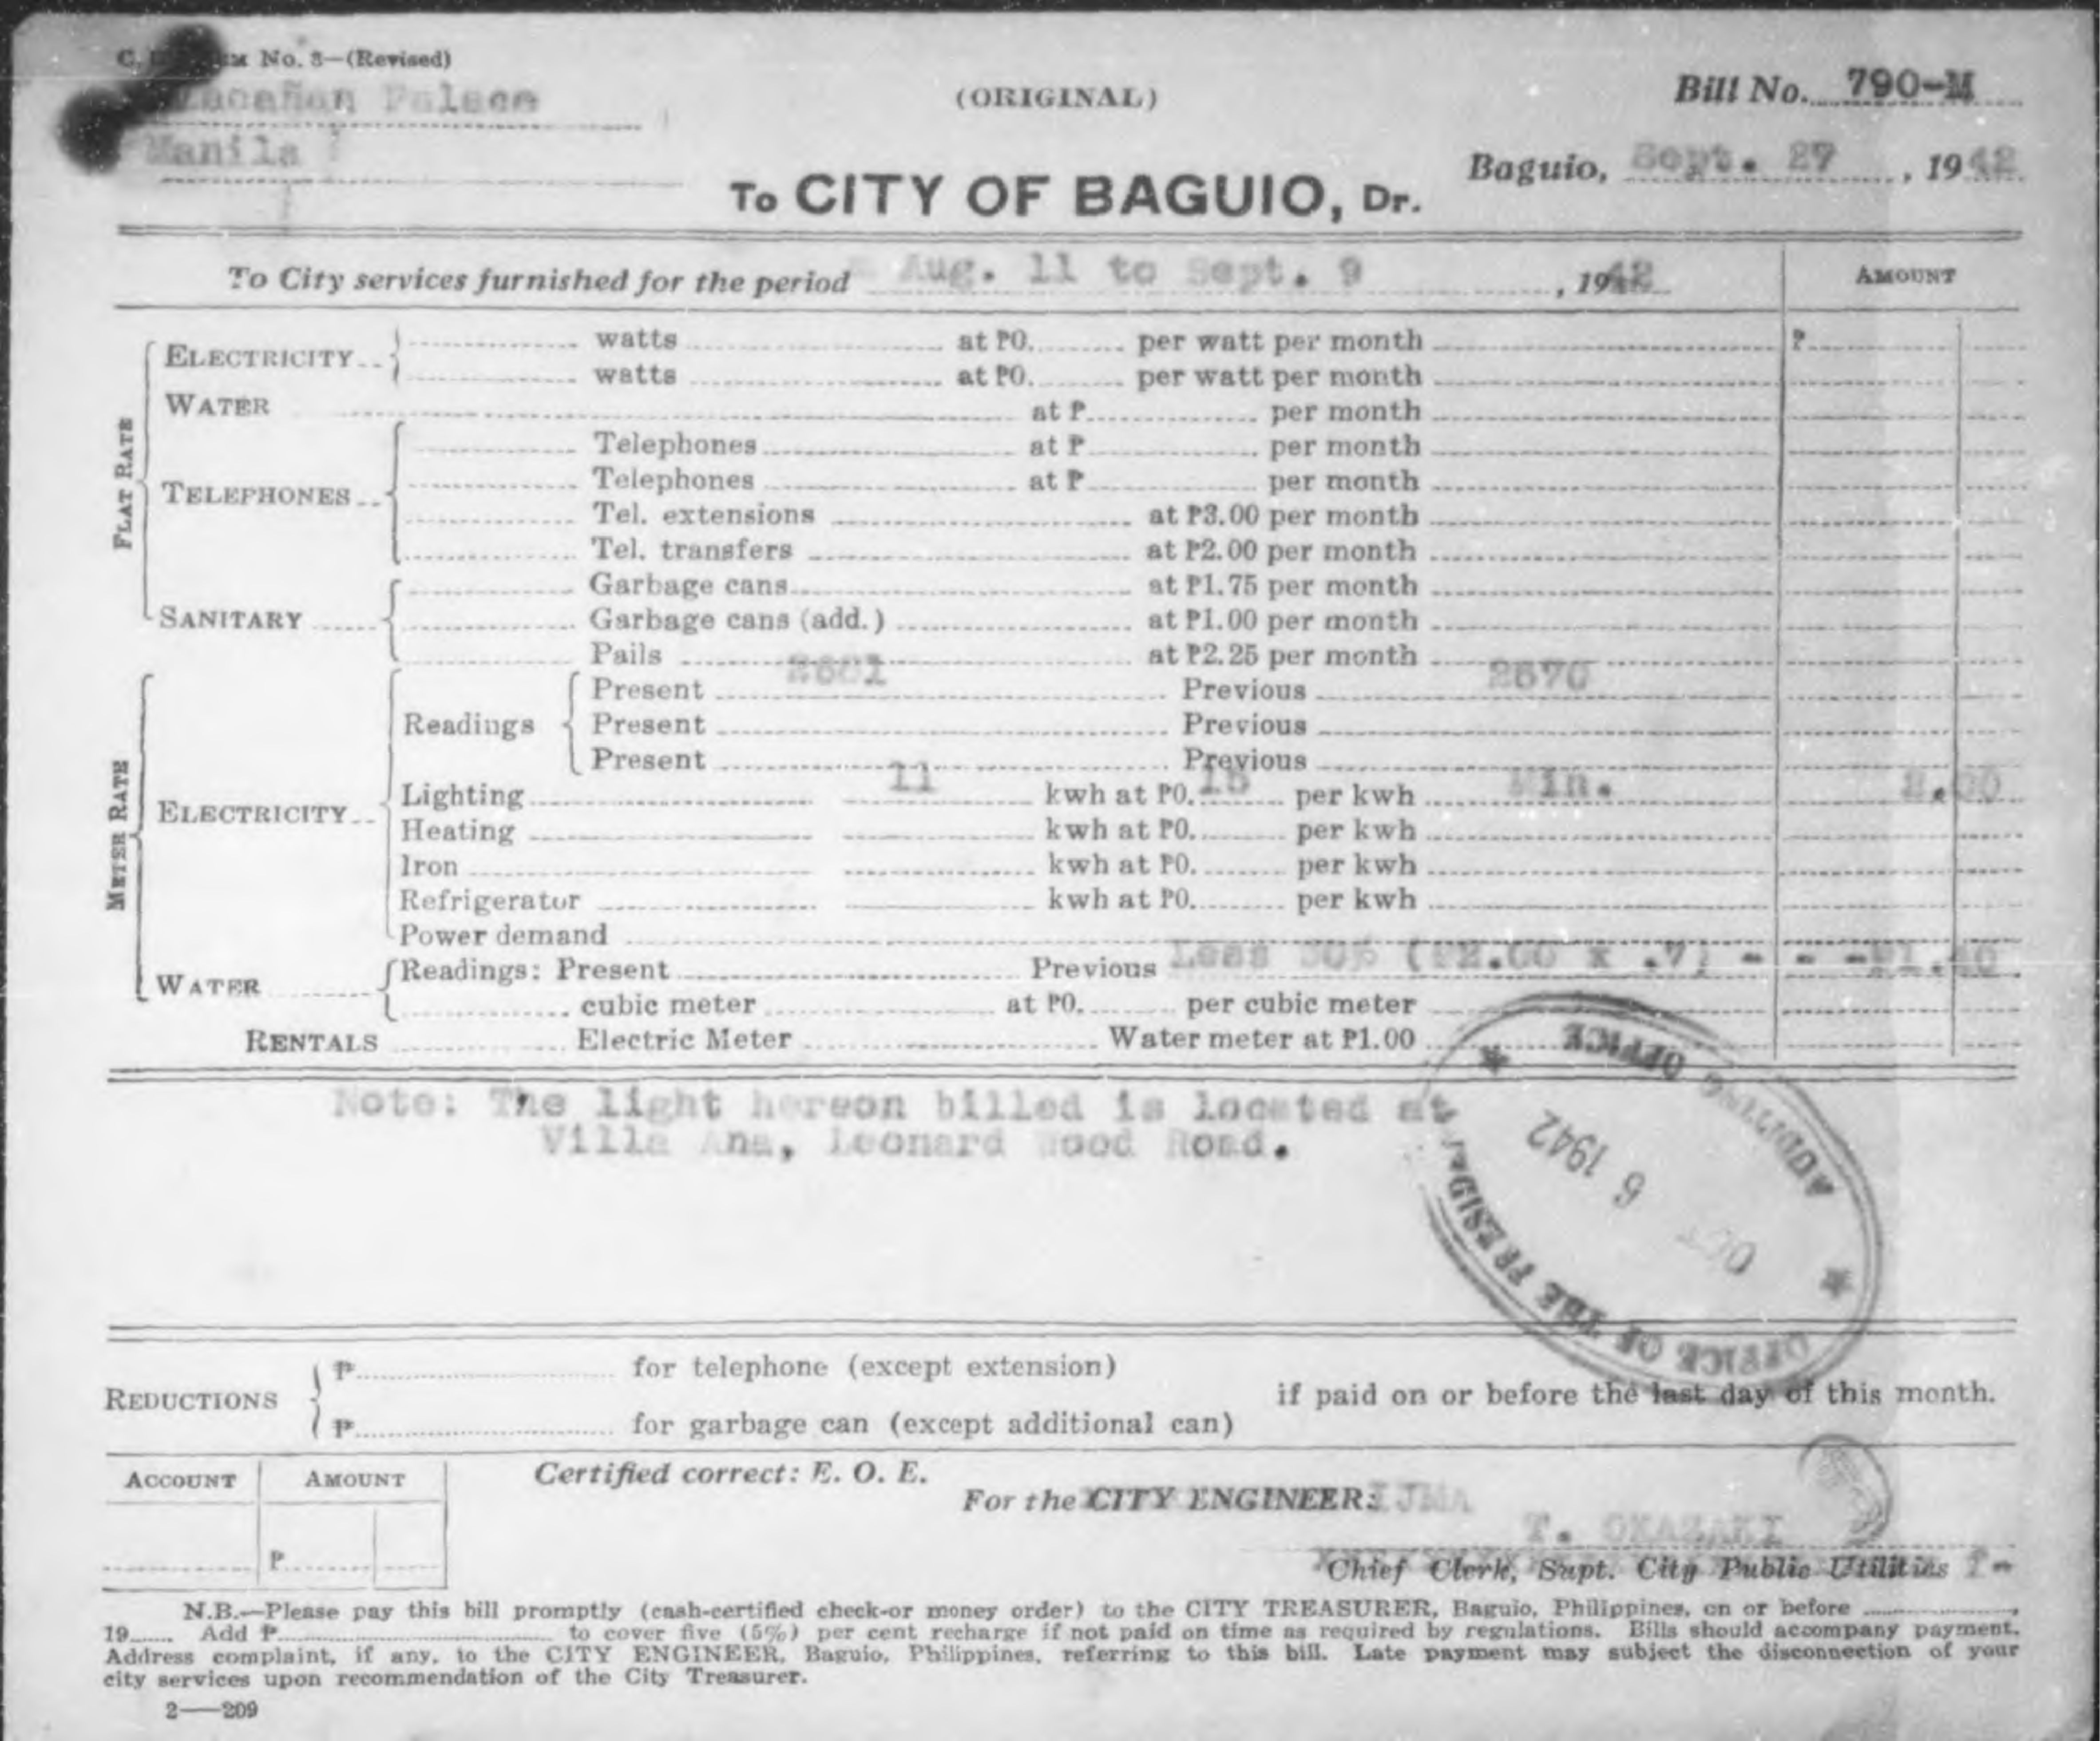 No. 8—(Revised)
Palace
Manila
(ORIGINAL)
Bill No. 790-M
Baguio, Sept. 27, 1942
To CITY OF BAGUIO, Dr.
To City services furnished for the period Aug. 11 to Sept. 9, 1942 AMOUNT
FLAT RATE
ELECTRICITY watts at ₱0. per watt per month ₱
watts at ₱0. per watt per month
WATER at ₱ per month
TELEPHONES
Telephones at ₱ per month
Telephones at ₱ per month
Tel. extensions at ₱3.00 per month
Tel. transfers at ₱2.00 per month
SANITARY
Garbage cans at ₱1.75 per month
Garbage cans (add.) at ₱1.00 per month
Pails at ₱2.25 per month
METER RATE
ELECTRICITY
Readings
Present Previous
Present Previous
Present Previous
Lighting 11 kwh at ₱0.15 per kwh Min. 2.00
Heating kwh at ₱0. per kwh
Iron kwh at ₱0. per kwh
Refrigerator kwh at ₱0. per kwh
Power demand
Less (₱2.00 x .7) - - -₱1.40
WATER Readings: Present Previous
cubic meter at ₱0. per cubic meter
RENTALS Electric Meter Water meter at ₱1.00
Note: The light hereon billed is located at
Villa Ana, Leonard Wood Road.
AUDITING OFFICE
OCT 6 1942
OFFICE OF THE PRESIDENT
REDUCTIONS
₱ for telephone (except extension)
₱ for garbage can (except additional can)
if paid on or before the last day of this month.
ACCOUNT AMOUNT
₱
Certified correct: E. O. E.
For the CITY ENGINEER: IJMA
T. OKAZAKI
Chief Clerk, Supt. City Public Utilities
N.B.—Please pay this bill promptly (cash-certified check-or money order) to the CITY TREASURER, Baguio, Philippines, on or before ,
19 Add ₱ to cover five (5%) per cent recharge if not paid on time as required by regulations. Bills should accompany payment.
Address complaint, if any, to the CITY ENGINEER, Baguio, Philippines, referring to this bill. Late payment may subject the disconnection of your
city services upon recommendation of the City Treasurer.
2—209